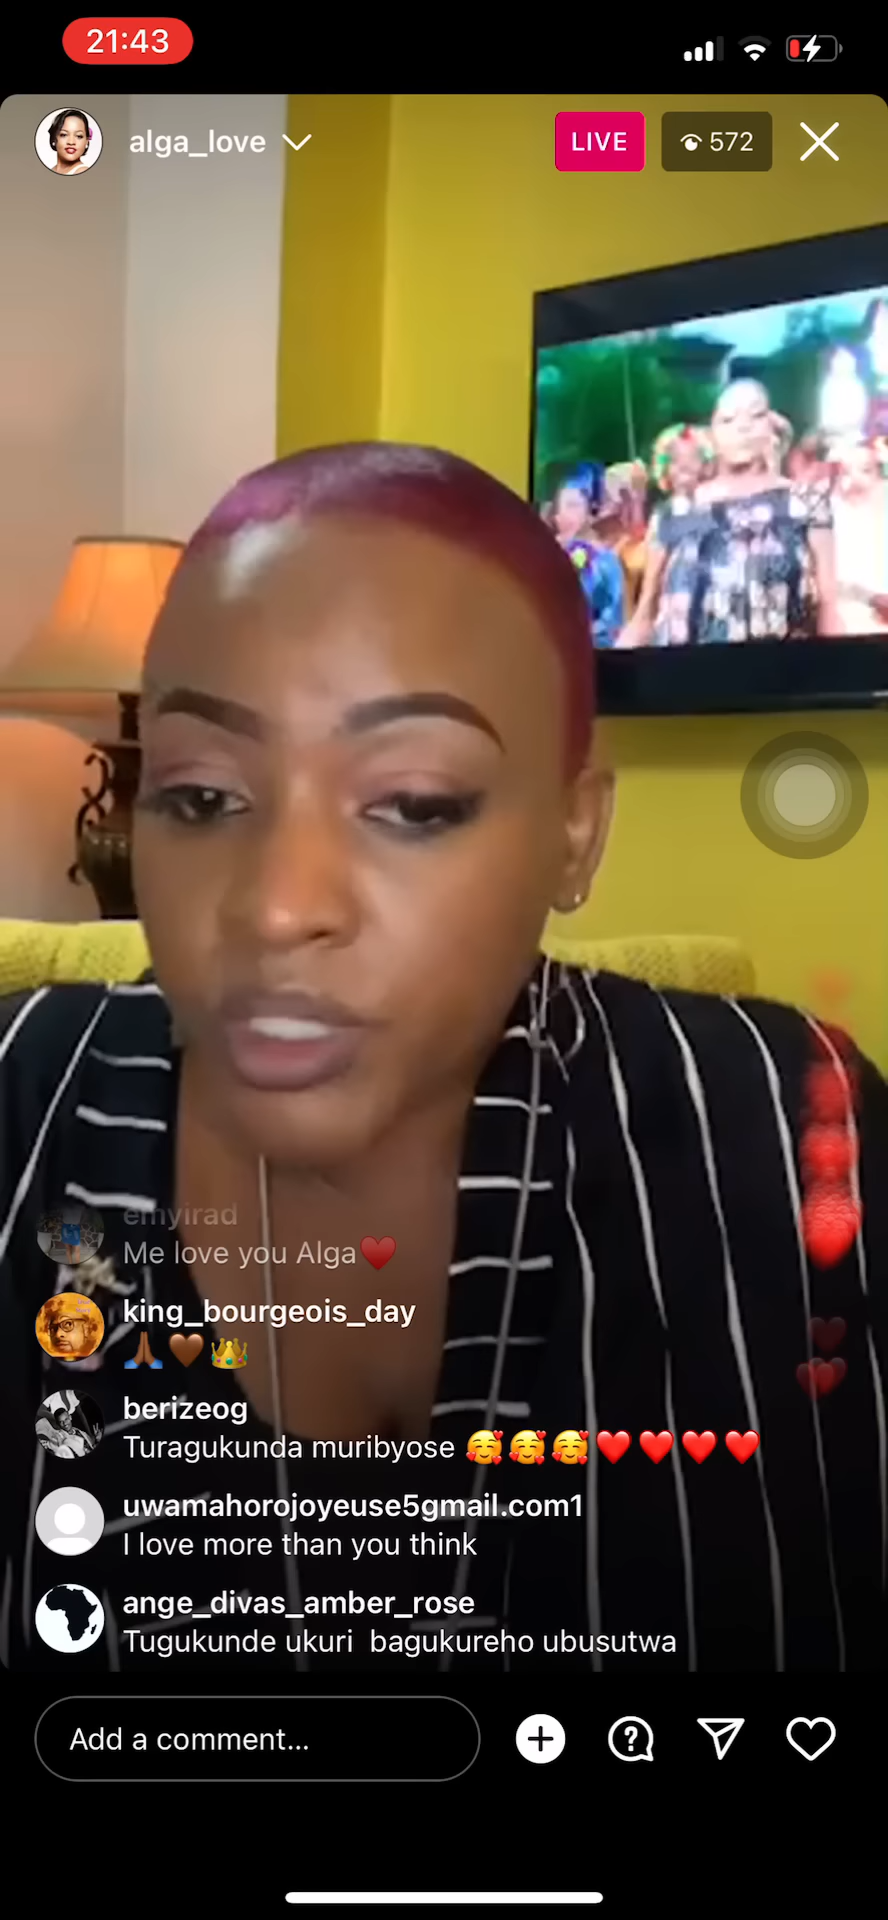 21:43
alga_love
LIVE
572
emyirad
Me love you Alga♥️
king_bourgeois_day
🙏🏾🤎👑
berizeog
Turagukunda muribyose 🥰🥰🥰❤️❤️❤️❤️
uwamahorojoyeuse5gmail.com1
I love more than you think
ange_divas_amber_rose
Tugukunde ukuri  bagukureho ubusutwa
Add a comment...